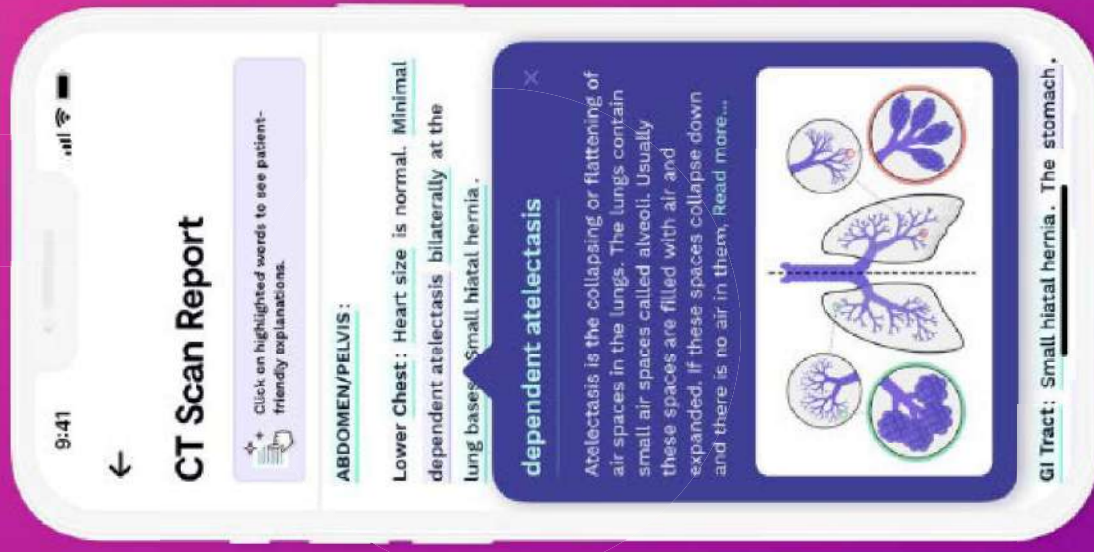 9:41
CT Scan Report
Click on highlighted words to see patient-
friendly explanations.
ABDOMEN/PELVIS:
Lower Chest: Heart size is normal. Minimal
dependent atelectasis bilaterally at the
lung bases. Small hiatal hernia.
dependent atelectasis
Atelectasis is the collapsing or flattening of
air spaces in the lungs. The lungs contain
small air spaces called alveoli. Usually
these spaces are filled with air and
expanded. If these spaces collapse down
and there is no air in them, Read more...
GI Tract: Small hiatal hernia. The stomach,